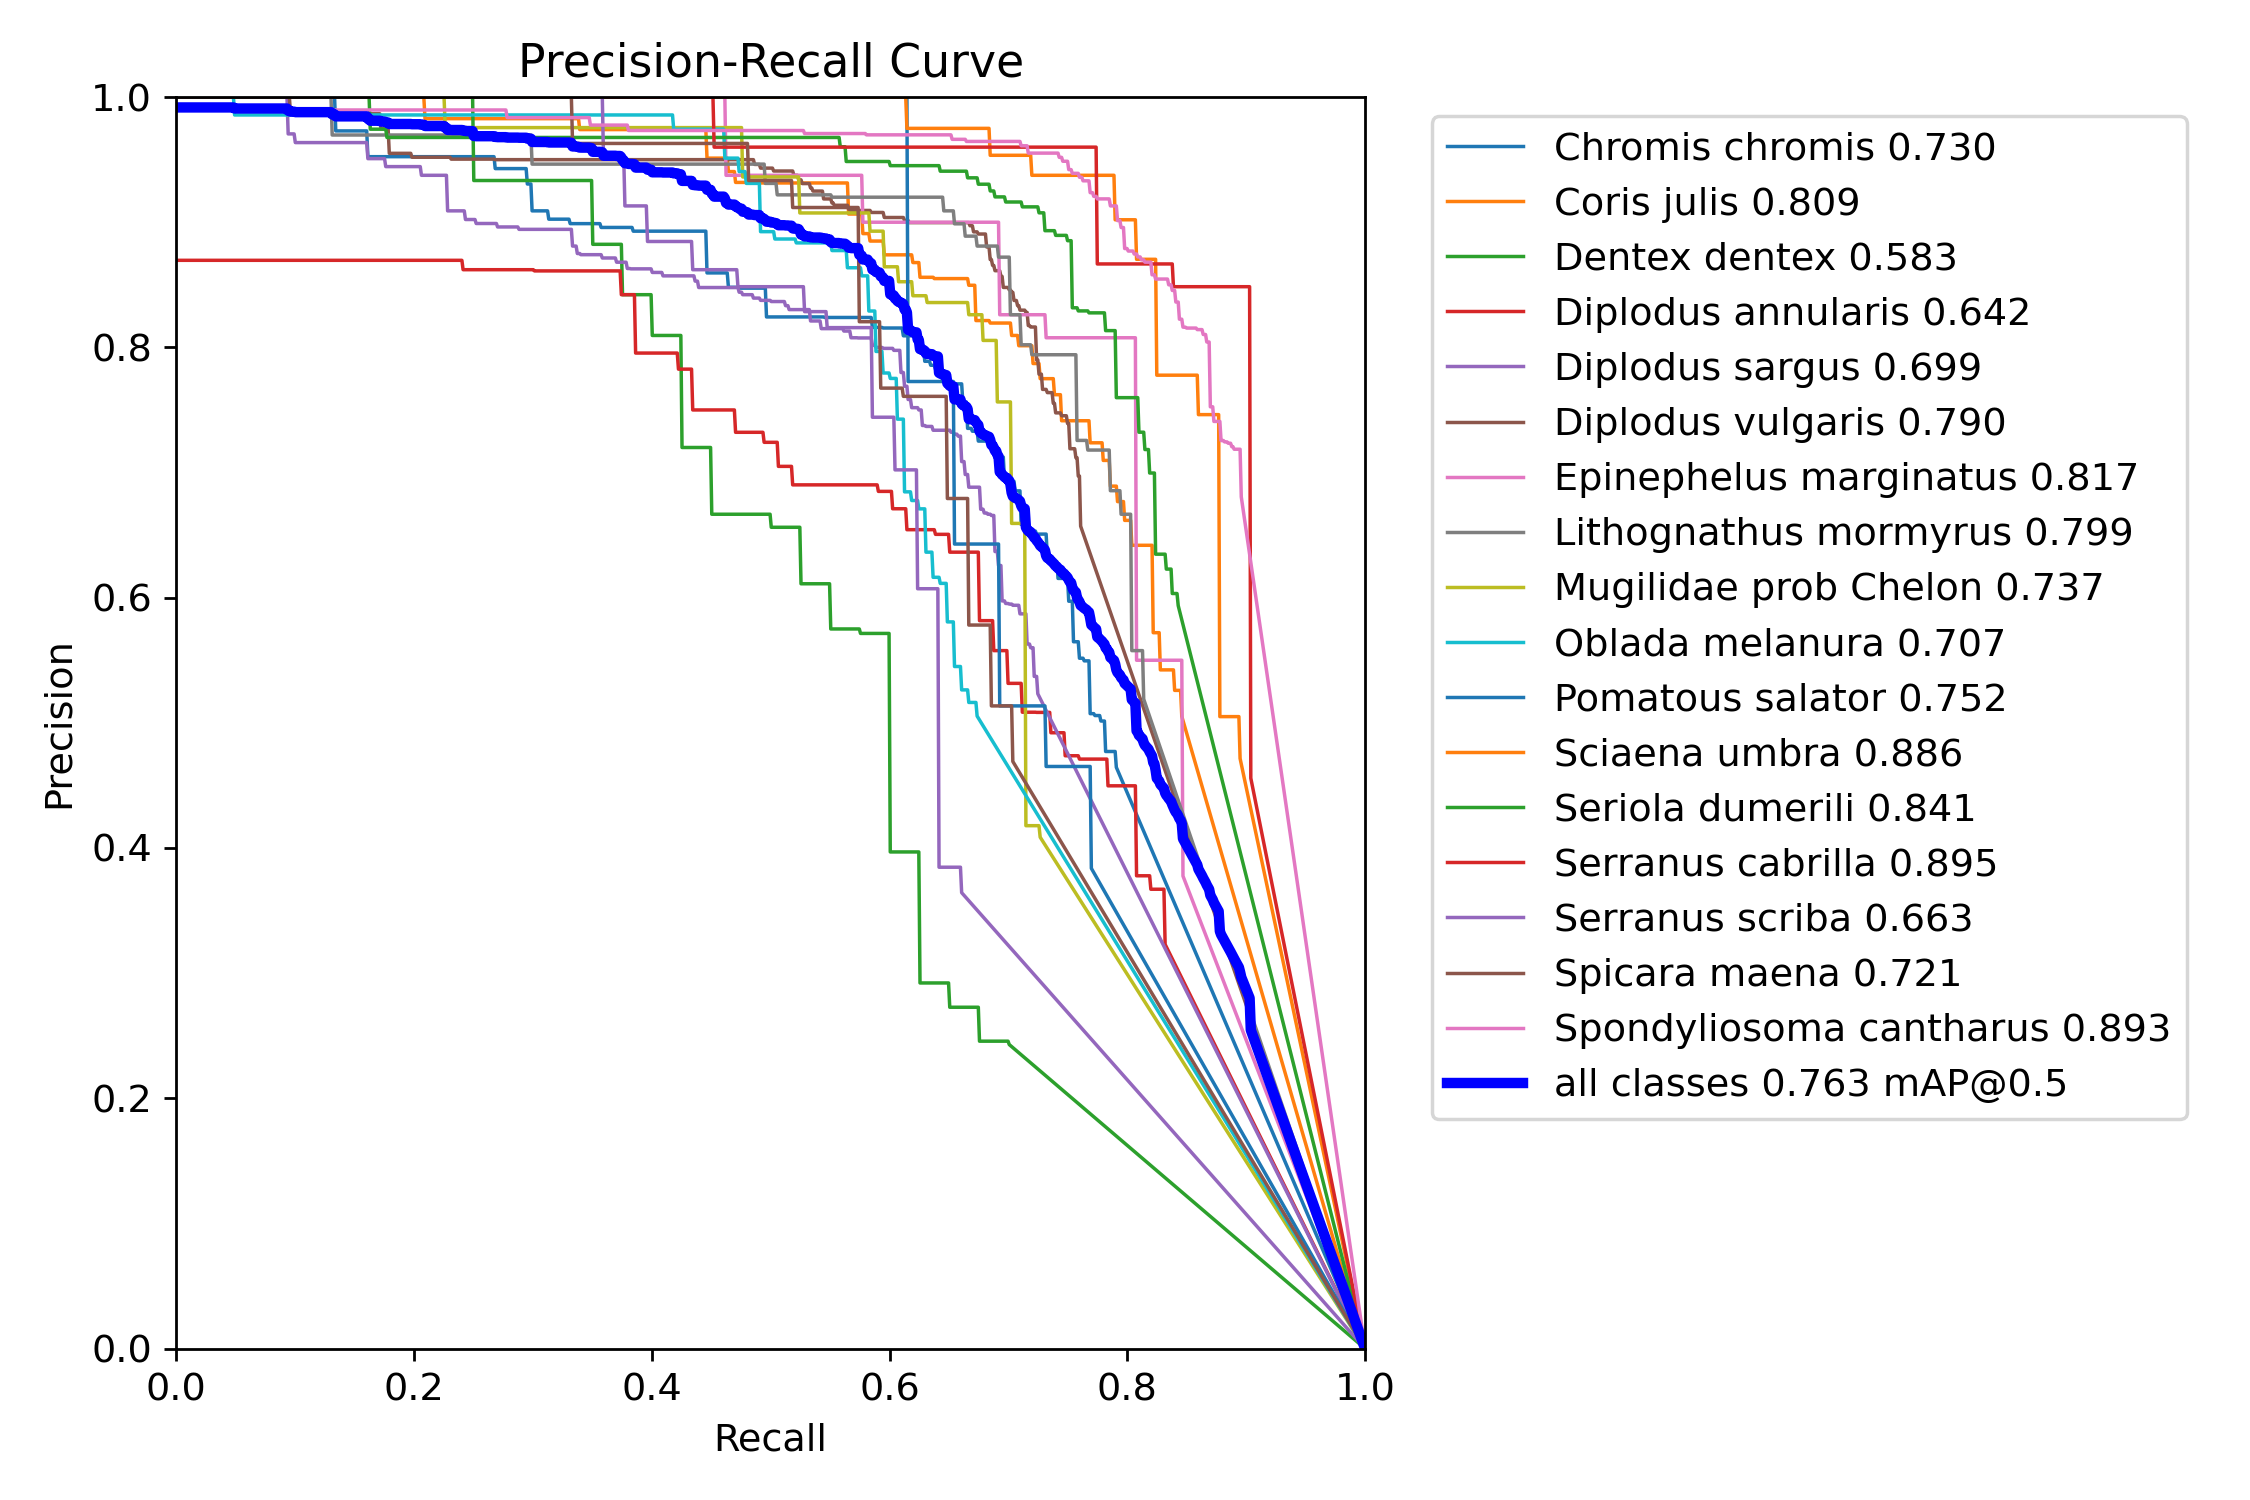 Precision-Recall Curve
1.0
0.8
0.6
0.4
0.2
0.0
Precision
0.0 0.2 0.4 0.6 0.8 1.0
Recall
Chromis chromis 0.730
Coris julis 0.809
Dentex dentex 0.583
Diplodus annularis 0.642
Diplodus sargus 0.699
Diplodus vulgaris 0.790
Epinephelus marginatus 0.817
Lithognathus mormyrus 0.799
Mugilidae prob Chelon 0.737
Oblada melanura 0.707
Pomatous salator 0.752
Sciaena umbra 0.886
Seriola dumerili 0.841
Serranus cabrilla 0.895
Serranus scriba 0.663
Spicara maena 0.721
Spondyliosoma cantharus 0.893
all classes 0.763 mAP@0.5